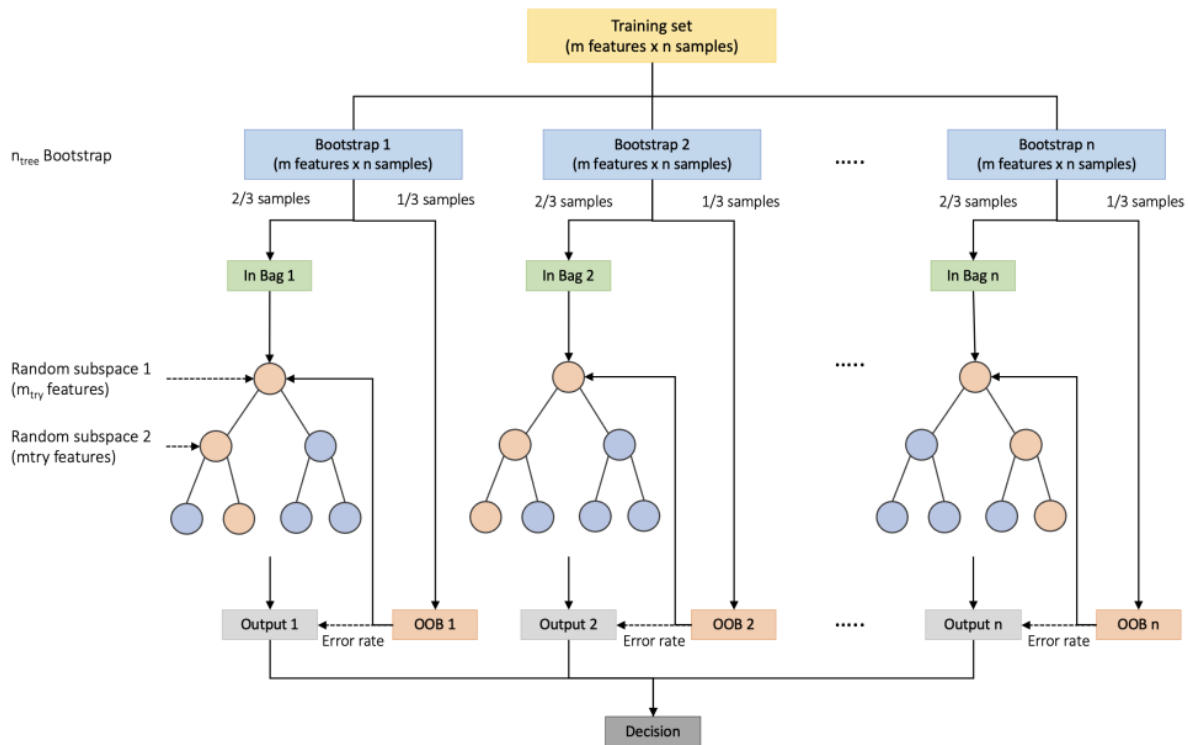 Training set
(m features x n samples)
n_tree Bootstrap
Bootstrap 1
(m features x n samples)
Bootstrap 2
(m features x n samples)
.....
Bootstrap n
(m features x n samples)
2/3 samples
1/3 samples
2/3 samples
1/3 samples
2/3 samples
1/3 samples
In Bag 1
In Bag 2
In Bag n
Random subspace 1
(m_try features)
.....
Random subspace 2
(mtry features)
Output 1
Error rate
OOB 1
Output 2
Error rate
OOB 2
.....
Output n
Error rate
OOB n
Decision